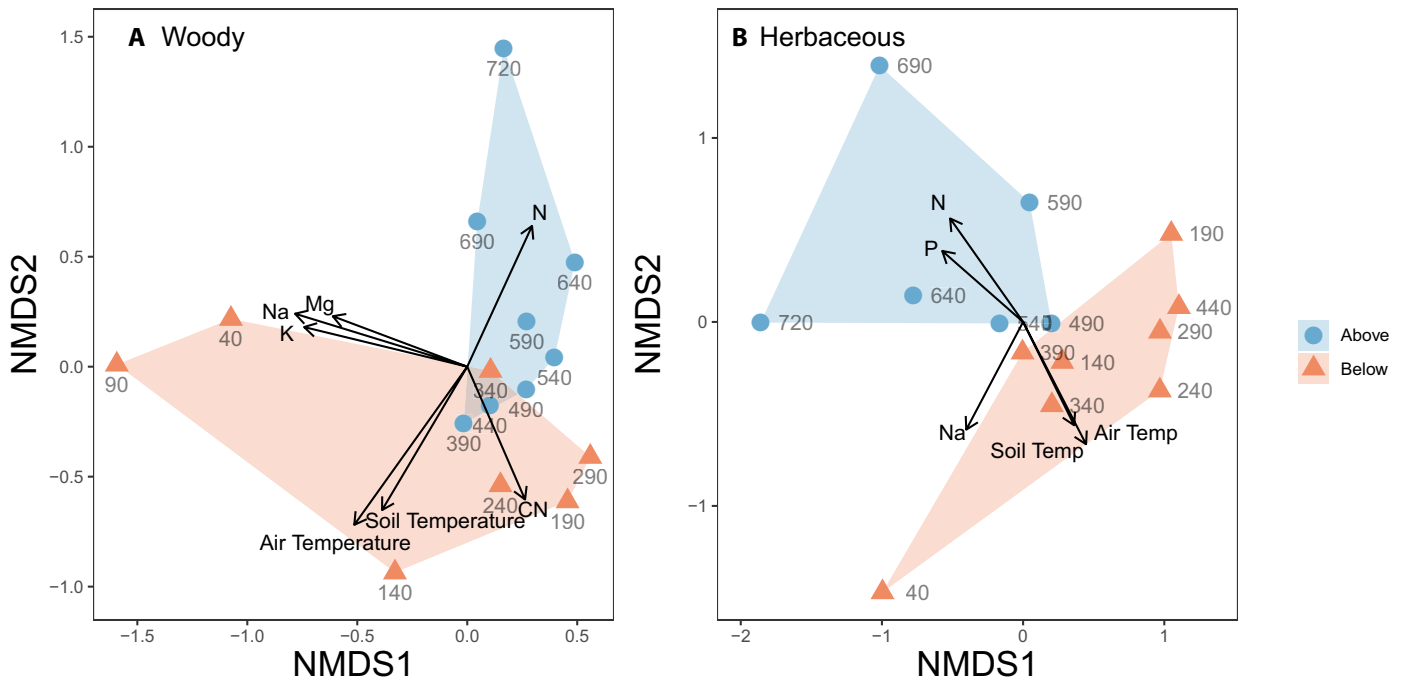 A Woody
NMDS2
1.5
1.0
0.5
0.0
−0.5
−1.0
720
690
N
640
Na
Mg
K
40
590
540
90
340
490
440
390
290
240
CN
190
Soil Temperature
Air Temperature
140
−1.5
−1.0
−0.5
0.0
0.5
NMDS1
B Herbaceous
NMDS2
1
0
−1
690
N
590
P
190
640
440
720
540
490
290
390
140
240
340
Na
Air Temp
Soil Temp
40
−2
−1
0
1
NMDS1
Above
Below